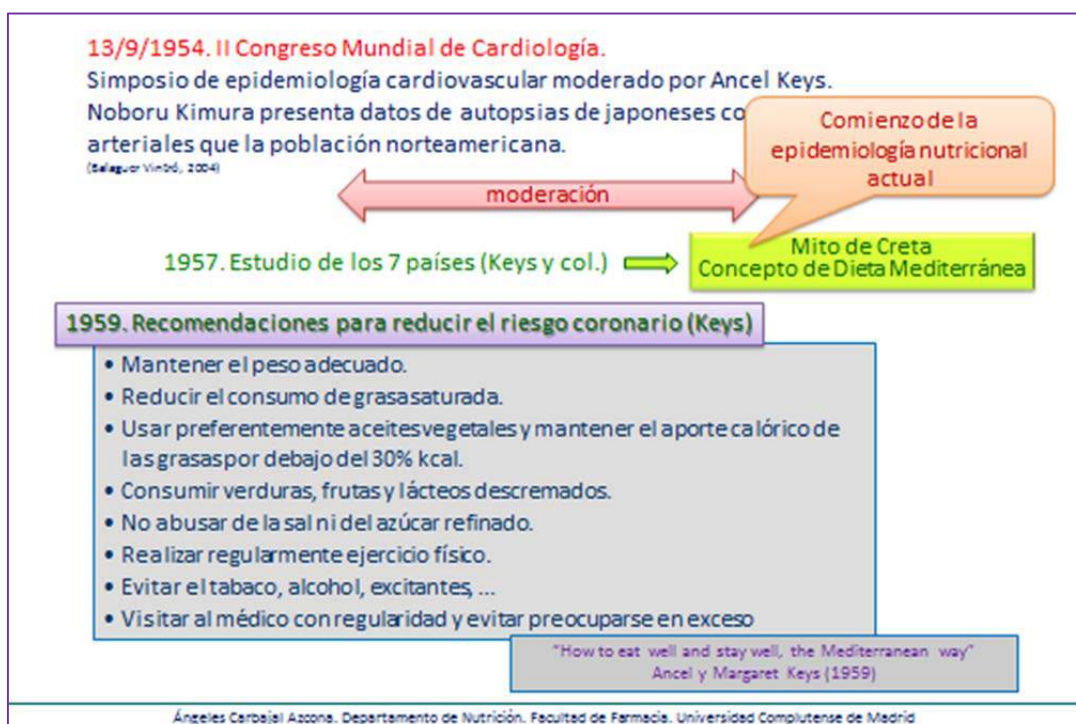 13/9/1954. II Congreso Mundial de Cardiología.
Simposio de epidemiología cardiovascular moderado por Ancel Keys.
Noboru Kimura presenta datos de autopsias de japoneses
arteriales que la población norteamericana.
(Balaguer Vintró, 2004)
Comienzo de la
epidemiología nutricional
actual
moderación
1957. Estudio de los 7 países (Keys y col.)
Mito de Creta
Concepto de Dieta Mediterránea
1959. Recomendaciones para reducir el riesgo coronario (Keys)
• Mantener el peso adecuado.
• Reducir el consumo de grasa saturada.
• Usar preferentemente aceites vegetales y mantener el aporte calórico de
las grasas por debajo del 30% kcal.
• Consumir verduras, frutas y lácteos descremados.
• No abusar de la sal ni del azúcar refinado.
• Realizar regularmente ejercicio físico.
• Evitar el tabaco, alcohol, excitantes, ...
• Visitar al médico con regularidad y evitar preocuparse en exceso
"How to eat well and stay well, the Mediterranean way"
Ancel y Margaret Keys (1959)
Ángeles Carbajal Azcona. Departamento de Nutrición. Facultad de Farmacia. Universidad Complutense de Madrid